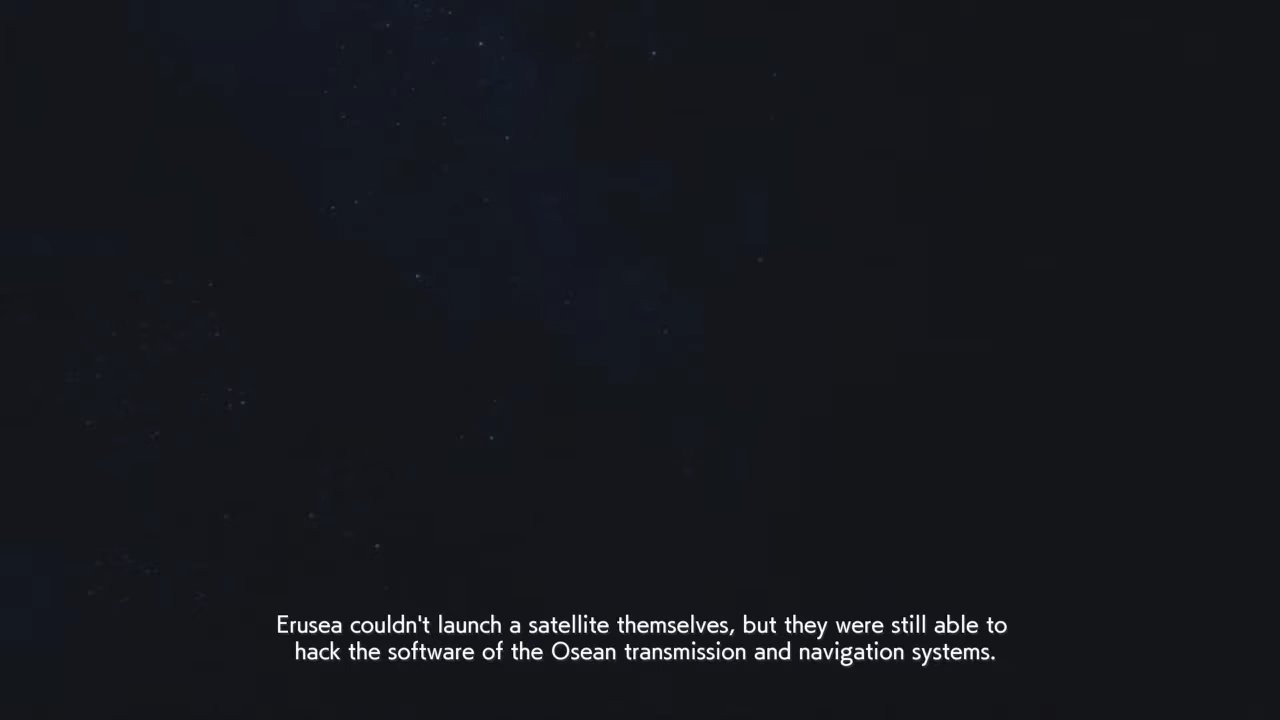 Erusea couldn't launch a satellite themselves, but they were still able to
hack the software of the Osean transmission and navigation systems.